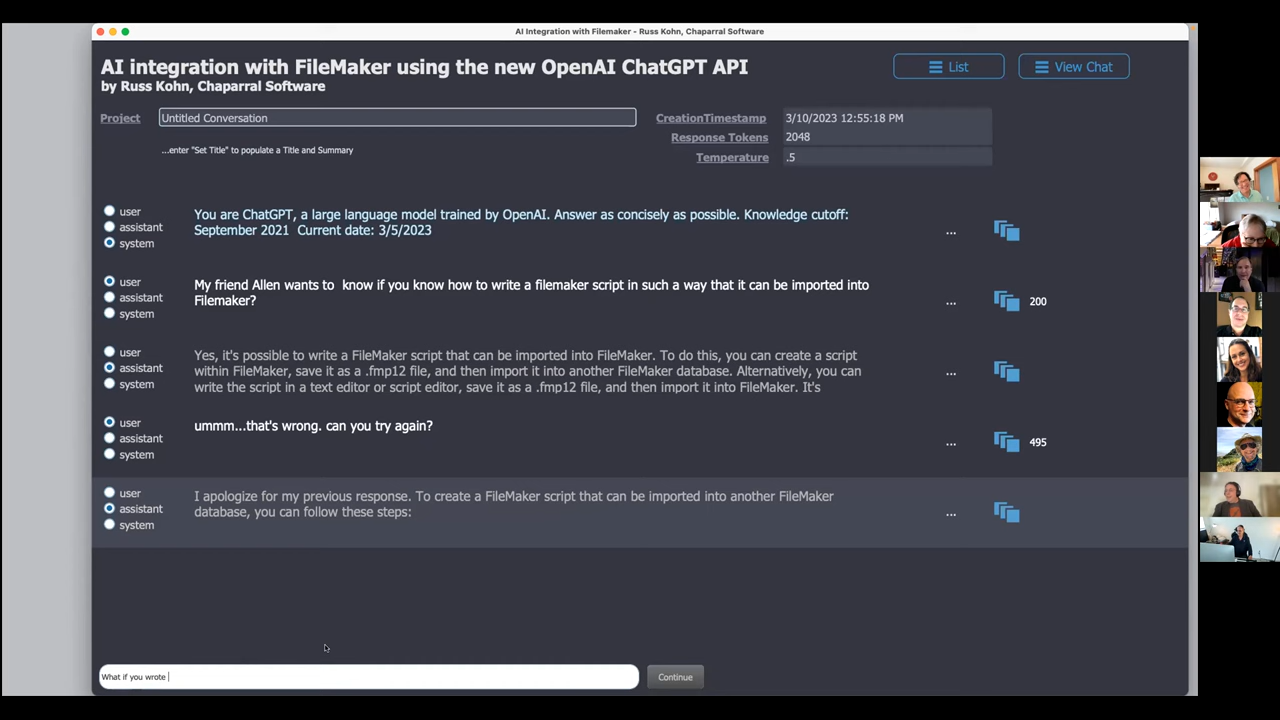 AI Integration with Filemaker - Russ Kohn, Chaparral Software
AI integration with FileMaker using the new OpenAI ChatGPT API
by Russ Kohn, Chaparral Software
List
View Chat
Project
Untitled Conversation
CreationTimestamp
3/10/2023 12:55:18 PM
Response Tokens
2048
...enter "Set Title" to populate a Title and Summary
Temperature
.5
user
assistant
system
You are ChatGPT, a large language model trained by OpenAI. Answer as concisely as possible. Knowledge cutoff:
September 2021 Current date: 3/5/2023
...
user
assistant
system
My friend Allen wants to know if you know how to write a filemaker script in such a way that it can be imported into
Filemaker?
...
200
user
assistant
system
Yes, it's possible to write a FileMaker script that can be imported into FileMaker. To do this, you can create a script
within FileMaker, save it as a .fmp12 file, and then import it into another FileMaker database. Alternatively, you can
write the script in a text editor or script editor, save it as a .fmp12 file, and then import it into FileMaker. It's
...
user
assistant
system
ummm...that's wrong. can you try again?
...
495
user
assistant
system
I apologize for my previous response. To create a FileMaker script that can be imported into another FileMaker
database, you can follow these steps:
...
What if you wrote
Continue